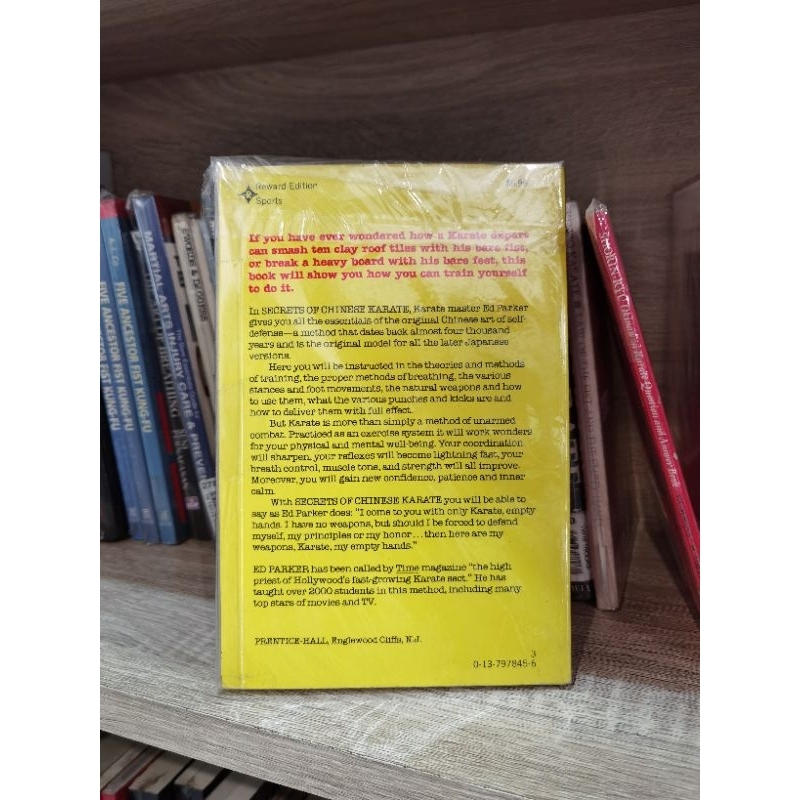 Reward Edition
Sports
If you have ever wondered how a Karate expert
can smash ten clay roof tiles with his bare fist,
or break a heavy board with his bare feet, this
book will show you how you can train yourself
to do it.
In SECRETS OF CHINESE KARATE, Karate master Ed Parker
gives you all the essentials of the original Chinese art of self-
defense—a method that dates back almost four thousand
years and is the original model for all the later Japanese
versions.
Here you will be instructed in the theories and methods
of training, the proper methods of breathing, the various
stances and foot movements, the natural weapons and how
to use them, what the various punches and kicks are and
how to deliver them with full effect.
But Karate is more than simply a method of unarmed
combat. Practiced as an exercise system it will work wonders
for your physical and mental well-being. Your coordination
will sharpen, your reflexes will become lightning fast, your
breath control, muscle tone, and strength will all improve.
Moreover, you will gain new confidence, patience and inner
calm.
With SECRETS OF CHINESE KARATE you will be able to
say as Ed Parker does: "I come to you with only Karate, empty
hands. I have no weapons, but should I be forced to defend
myself, my principles or my honor...then here are my
weapons, Karate, my empty hands."
ED PARKER has been called by Time magazine "the high
priest of Hollywood's fast-growing Karate sect." He has
taught over 2000 students in this method, including many
top stars of movies and TV.
PRENTICE-HALL, Englewood Cliffs, N.J.
3
0-13-797845-6
FIVE ANCESTOR FIST KUNG-FU
FIVE ANCESTOR FIST KUNG-FU
MARTIAL ARTS
INJURY CARE &
Karate Question and Answer Book